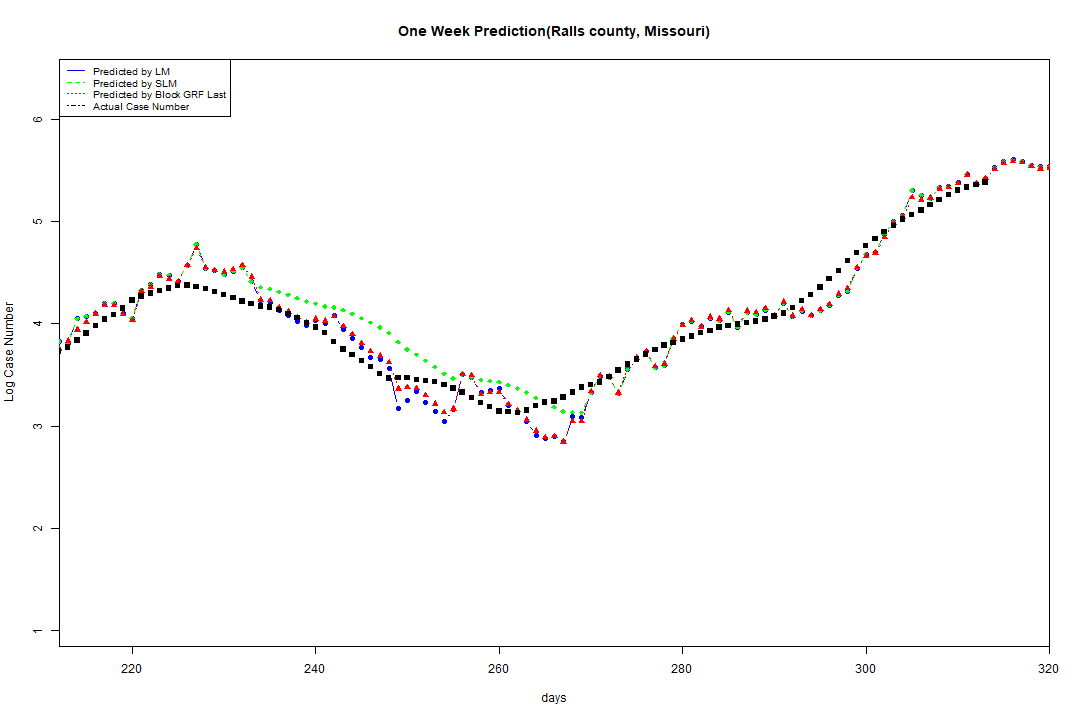 One Week Prediction(Ralls county, Missouri)
Predicted by LM
Predicted by SLM
Predicted by Block GRF Last
Actual Case Number
6
5
4
3
2
1
Log Case Number
220 240 260 280 300 320
days